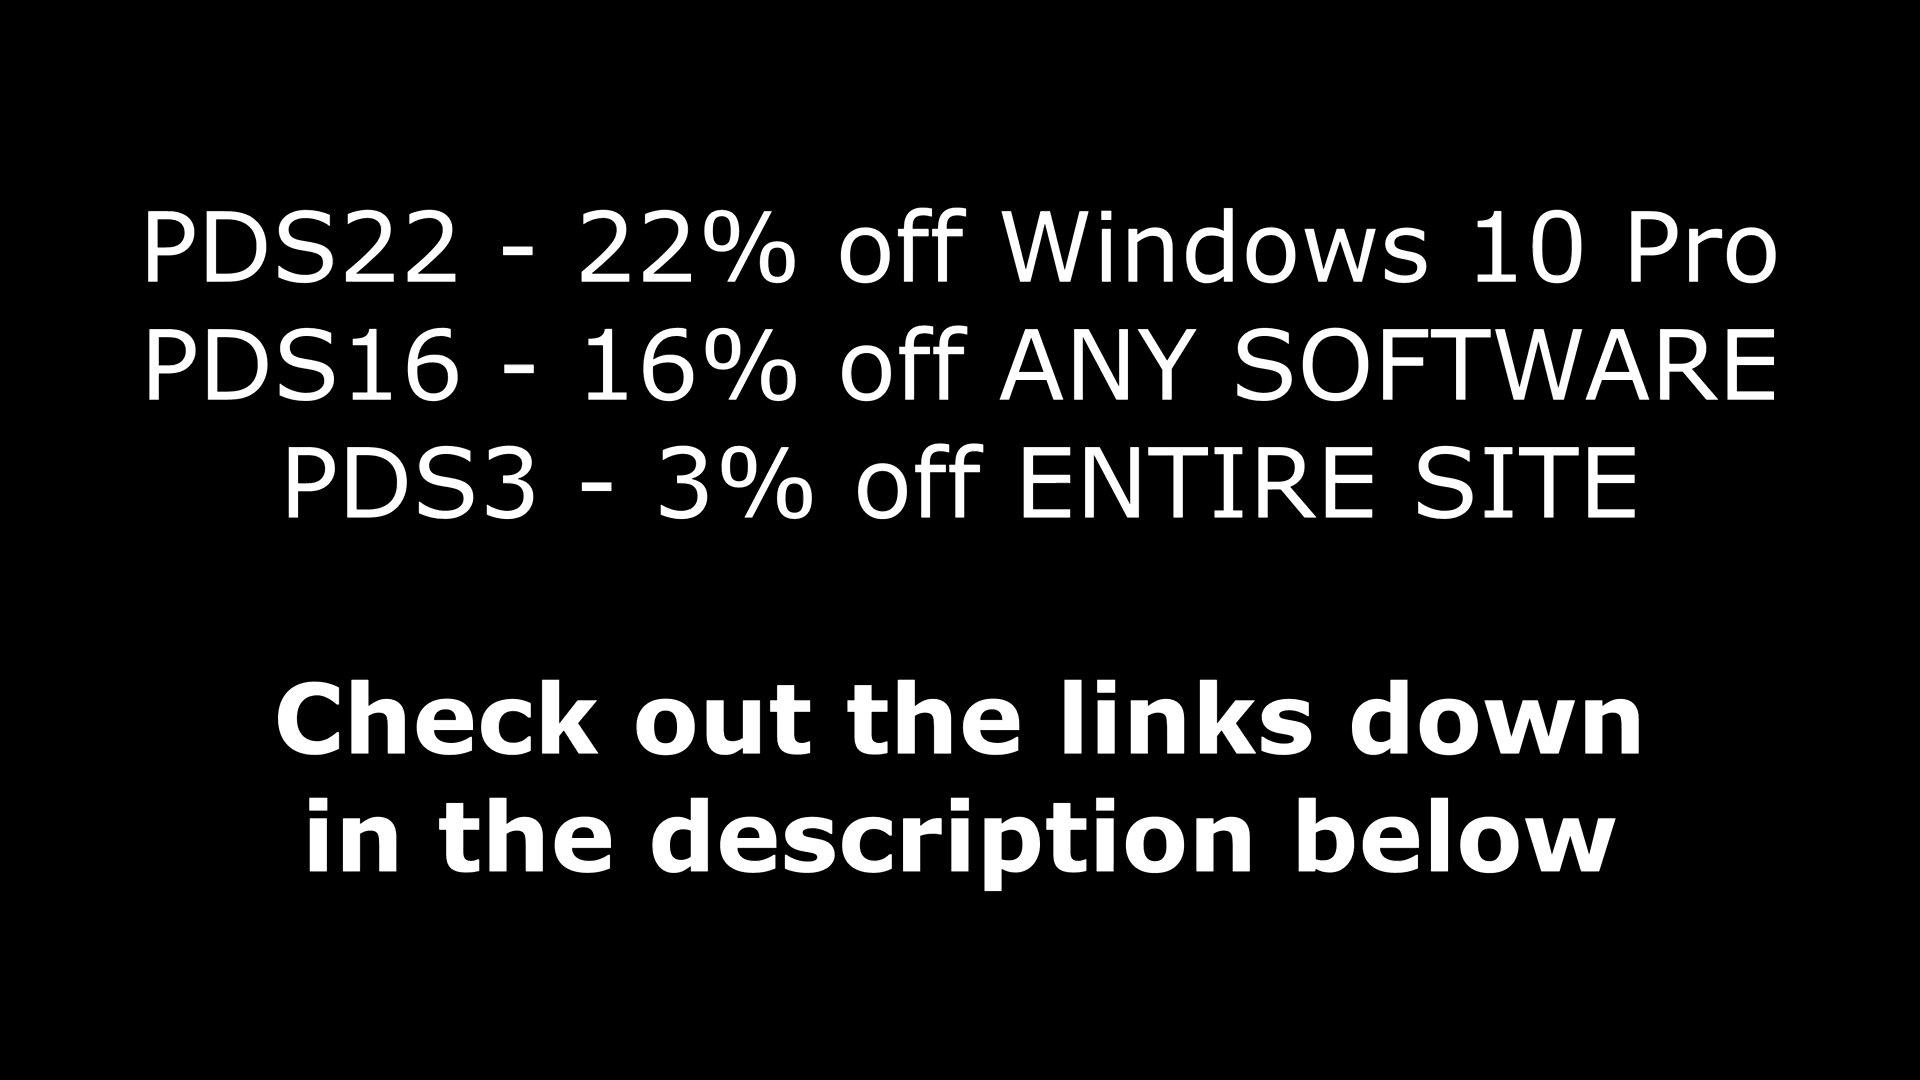 PDS22 - 22% off Windows 10 Pro
PDS16 - 16% off ANY SOFTWARE
PDS3 - 3% off ENTIRE SITE
Check out the links down
in the description below